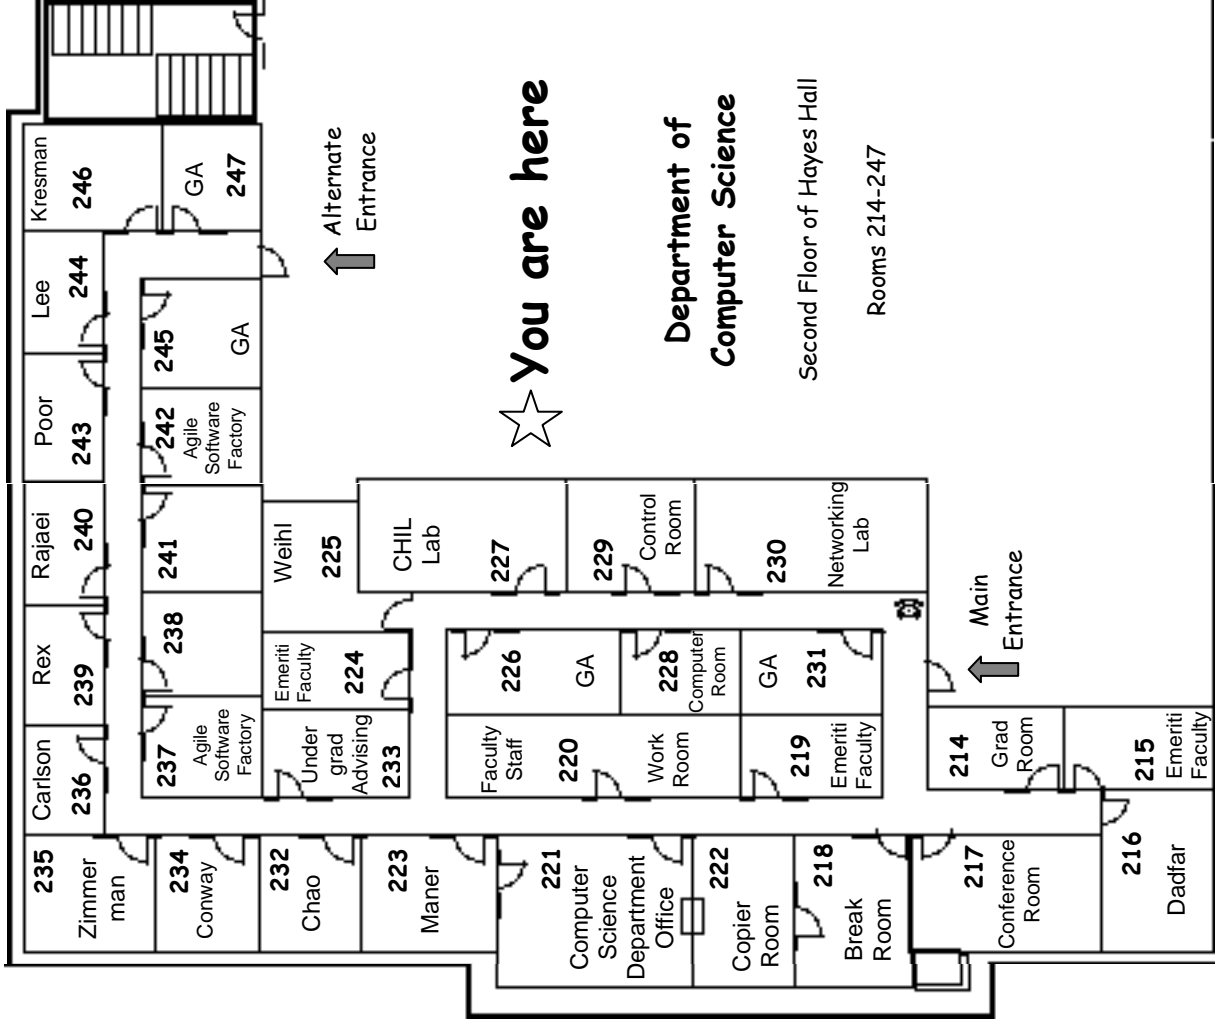 Kresman
246
GA
247
Alternate
Entrance
You are here
Department of
Computer Science
Second Floor of Hayes Hall
Rooms 214-247
Lee
244
245
GA
Poor
243
242
Agile
Software
Factory
Rajaei
240
241
Weihl
225
CHIL
Lab
227
229
Control
Room
230
Networking
Lab
Main
Entrance
Rex
239
238
Emeriti
Faculty
224
226
GA
228
Computer
Room
GA
231
Carlson
236
237
Agile
Software
Factory
Under
grad
Advising
233
Faculty
Staff
220
Work
Room
219
Emeriti
Faculty
214
Grad
Room
215
Emeriti
Faculty
235
Zimmer
man
234
Conway
232
Chao
223
Maner
221
Computer
Science
Department
Office
222
Copier
Room
218
Break
Room
217
Conference
Room
216
Dadfar